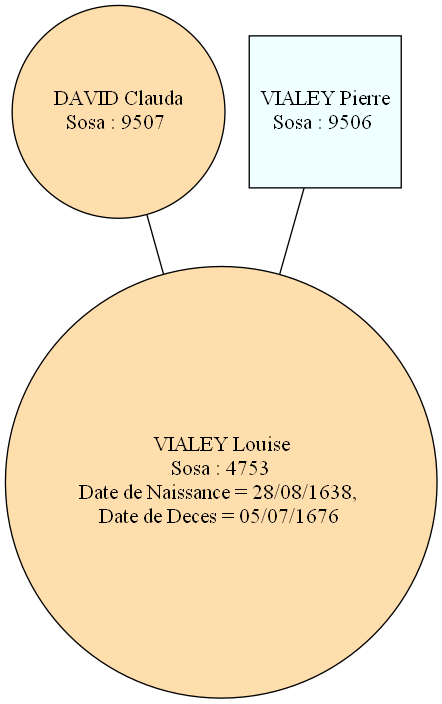 DAVID Clauda
Sosa : 9507
VIALEY Pierre
Sosa : 9506
VIALEY Louise
Sosa : 4753
Date de Naissance = 28/08/1638,
Date de Deces = 05/07/1676